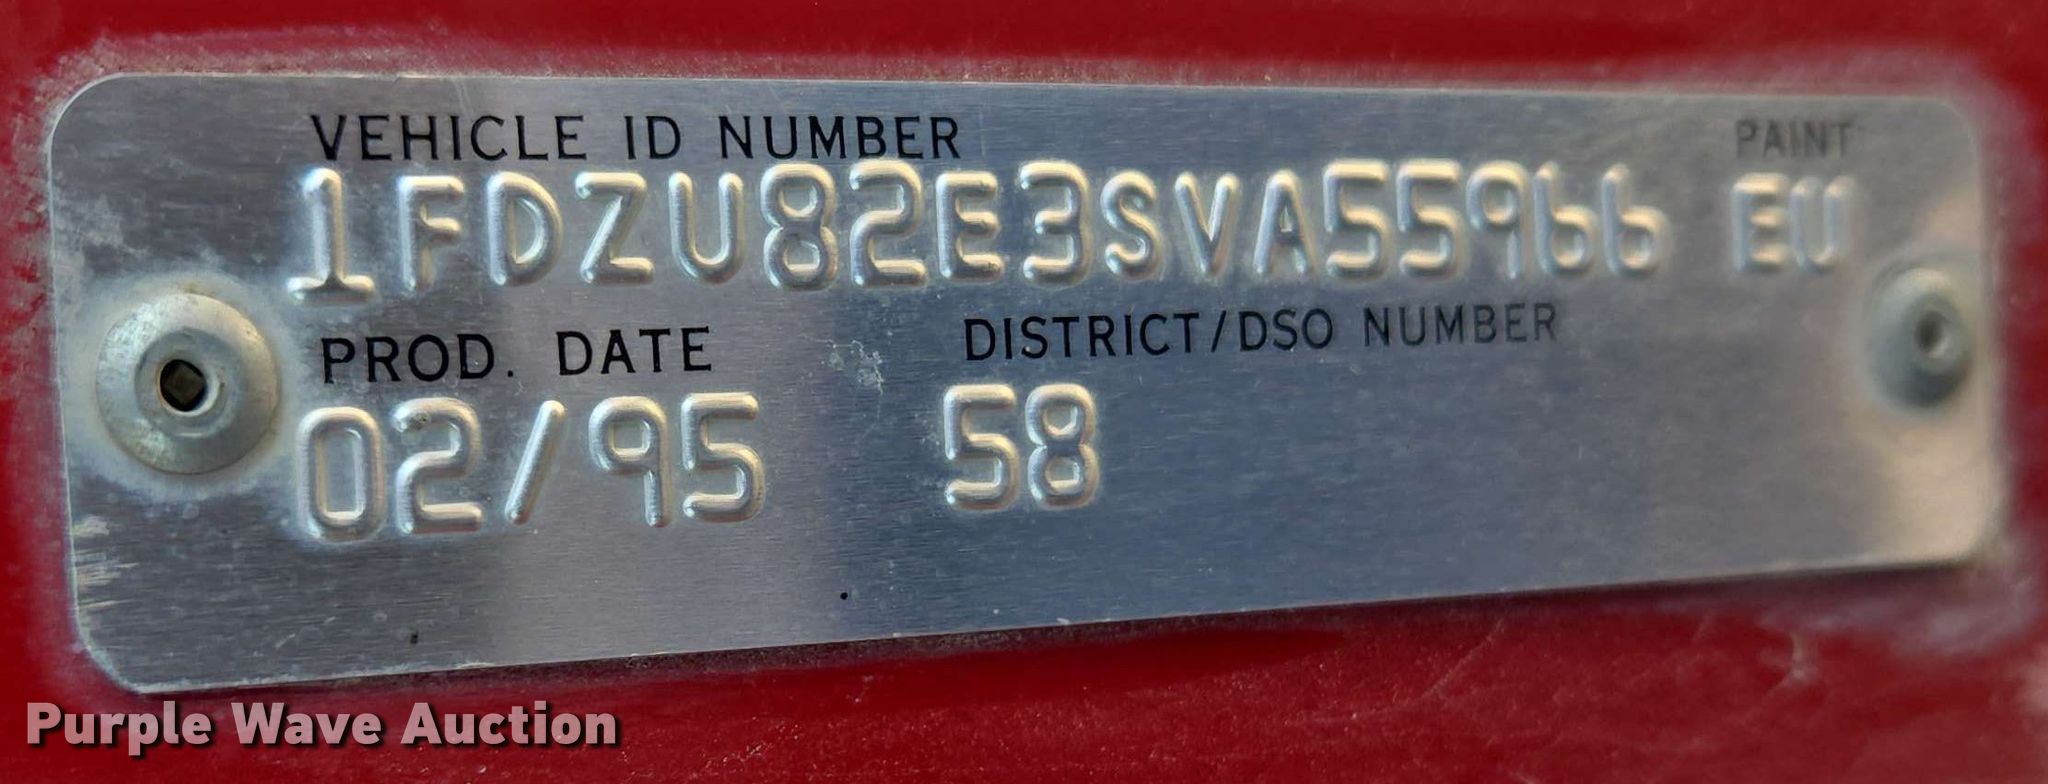 VEHICLE ID NUMBER PAINT
1FDZU82E3SVA55966 EU
PROD. DATE DISTRICT/DSO NUMBER
02/95 58
Purple Wave Auction